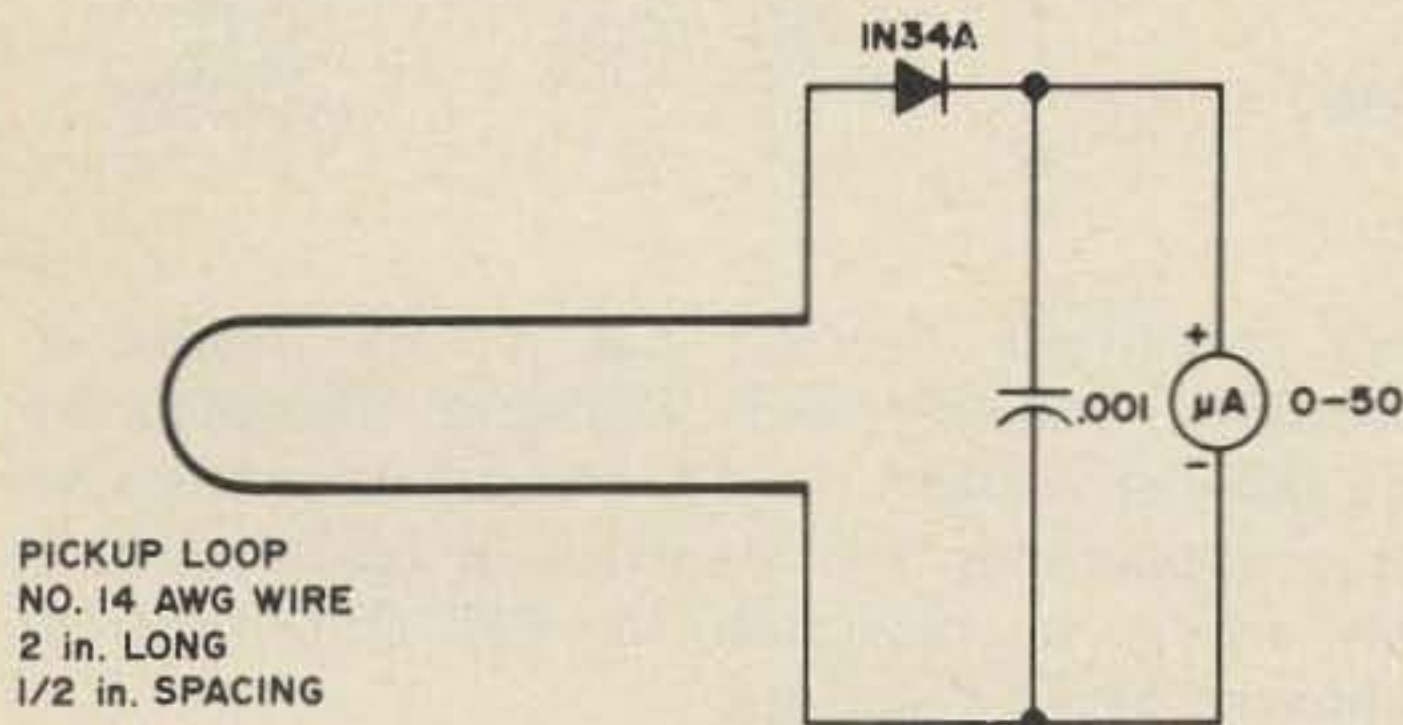 IN34A
+
.001
μA
0-50
-
PICKUP LOOP
NO. 14 AWG WIRE
2 in. LONG
1/2 in. SPACING